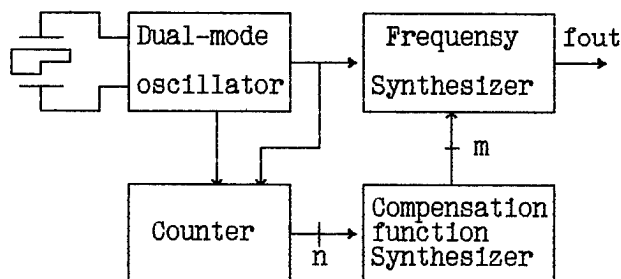 Dual-mode
oscillator
Frequensy
Synthesizer
fout
m
Counter
n
Compensation
function
Synthesizer